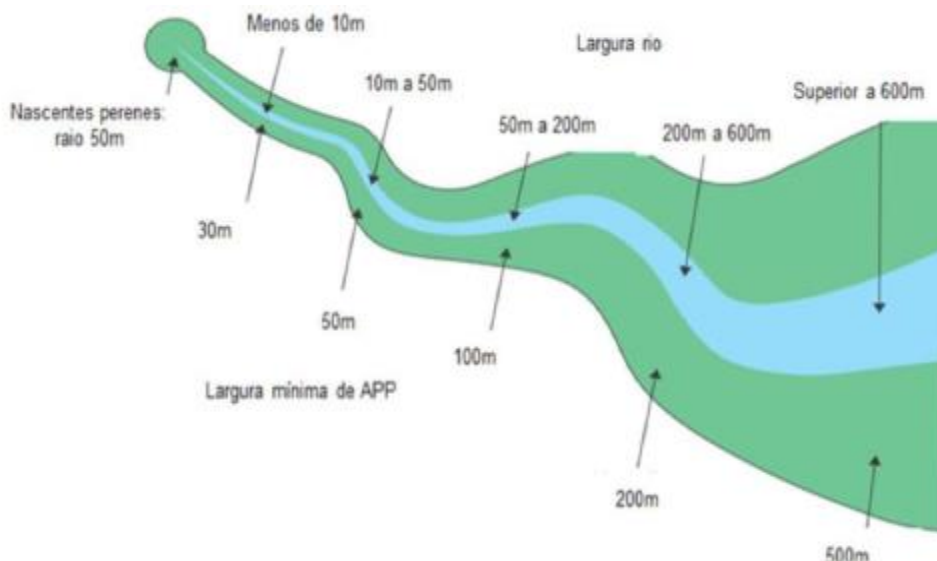 Menos de 10m
Largura rio
10m a 50m
Superior a 600m
Nascentes perenes:
raio 50m
50m a 200m
200m a 600m
30m
50m
100m
Largura mínima de APP
200m
500m